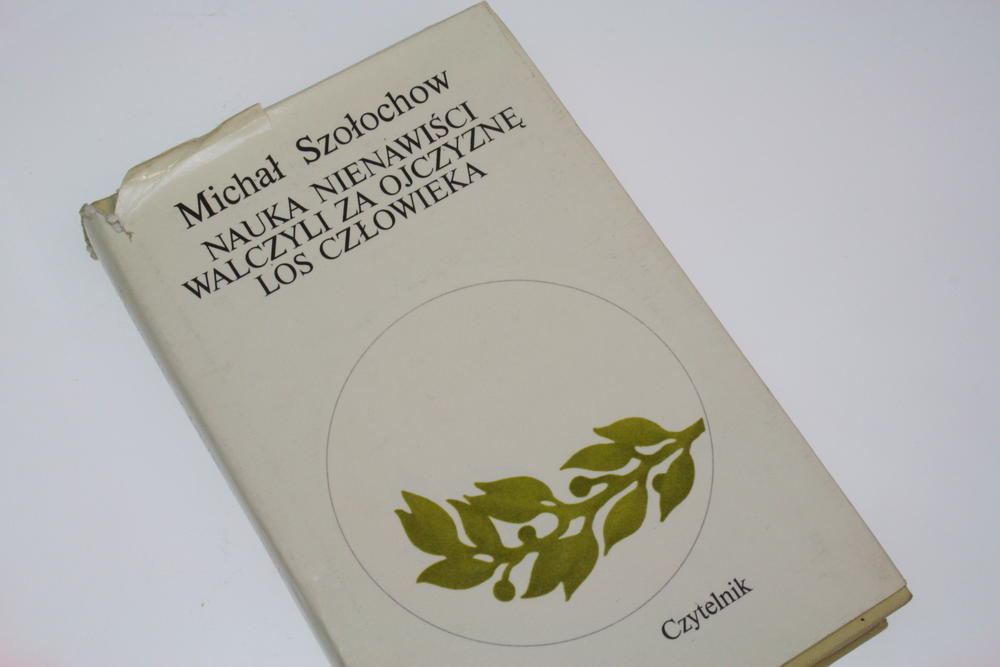 Michał Szołochow
NAUKA NIENAWIŚCI
WALCZYLI ZA OJCZYZNĘ
LOS CZŁOWIEKA
Czytelnik